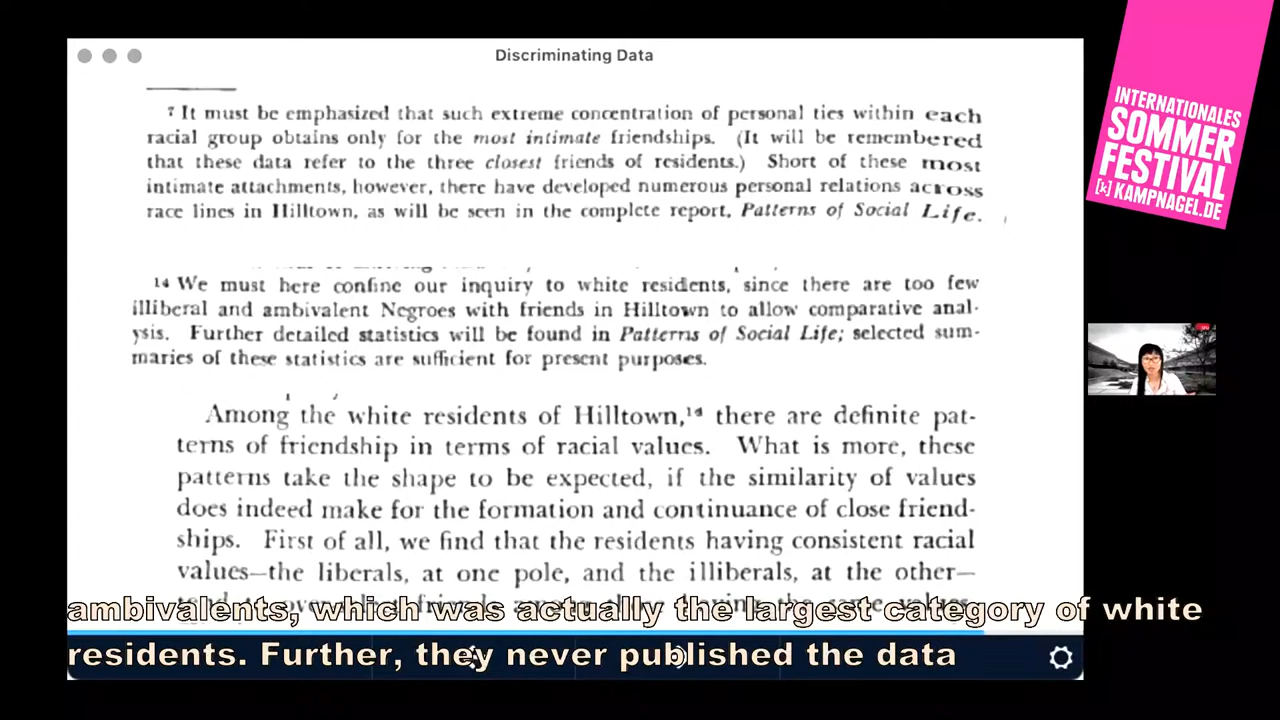 Discriminating Data
7 It must be emphasized that such extreme concentration of personal ties within each
racial group obtains only for the most intimate friendships. (It will be remembered
that these data refer to the three closest friends of residents.) Short of these most
intimate attachments, however, there have developed numerous personal relations across
race lines in Hilltown, as will be seen in the complete report, Patterns of Social Life.
14 We must here confine our inquiry to white residents, since there are too few
illiberal and ambivalent Negroes with friends in Hilltown to allow comparative anal-
ysis. Further detailed statistics will be found in Patterns of Social Life; selected sum-
maries of these statistics are sufficient for present purposes.
Among the white residents of Hilltown,14 there are definite pat-
terns of friendship in terms of racial values. What is more, these
patterns take the shape to be expected, if the similarity of values
does indeed make for the formation and continuance of close friend-
ships. First of all, we find that the residents having consistent racial
values—the liberals, at one pole, and the illiberals, at the other—
ambivalents, which was actually the largest category of white
residents. Further, they never published the data
INTERNATIONALES
SOMMER
FESTIVAL
[k] KAMPNAGEL.DE